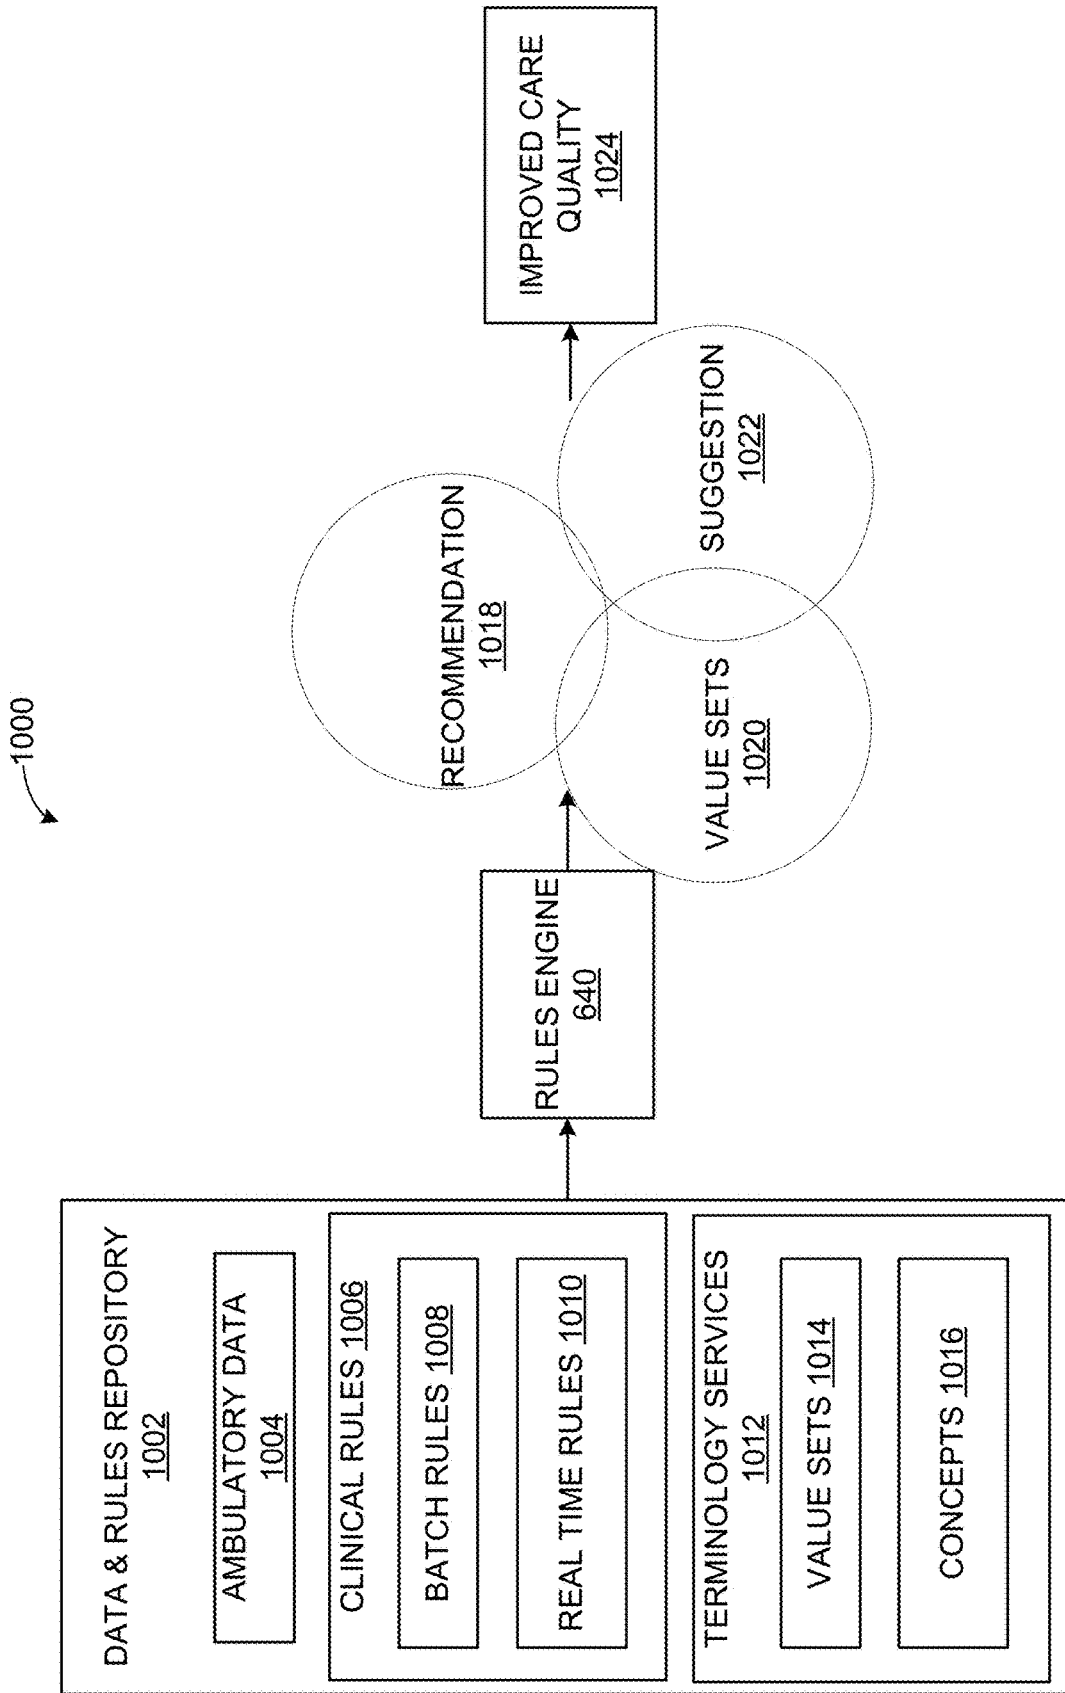 1000
DATA & RULES REPOSITORY
1002
AMBULATORY DATA
1004
CLINICAL RULES 1006
BATCH RULES 1008
REAL TIME RULES 1010
TERMINOLOGY SERVICES
1012
VALUE SETS 1014
CONCEPTS 1016
RULES ENGINE
640
RECOMMENDATION
1018
VALUE SETS
1020
SUGGESTION
1022
IMPROVED CARE
QUALITY
1024